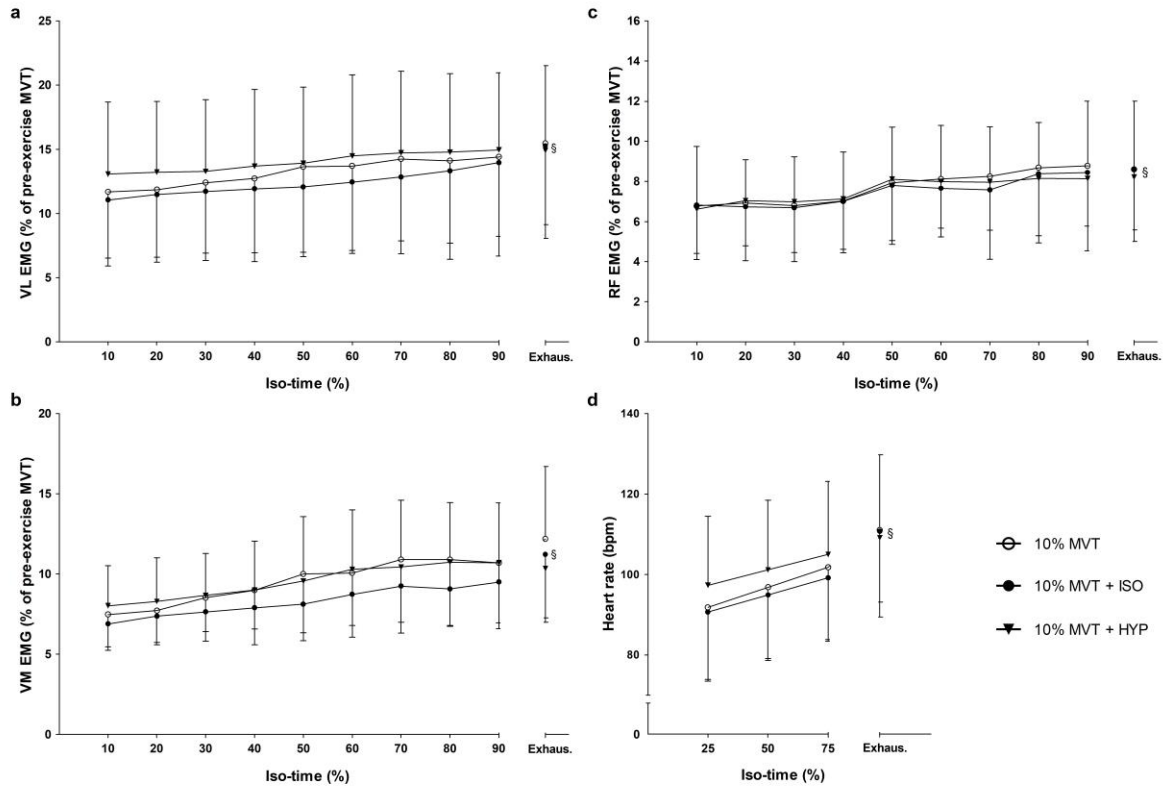 a
VL EMG (% of pre-exercise MVT)
25
20
15
10
5
0
§
10 20 30 40 50 60 70 80 90 Exhaus.
Iso-time (%)
c
RF EMG (% of pre-exercise MVT)
16
14
12
10
8
6
4
2
0
§
10 20 30 40 50 60 70 80 90 Exhaus.
Iso-time (%)
b
VM EMG (% of pre-exercise MVT)
20
15
10
5
0
§
10 20 30 40 50 60 70 80 90 Exhaus.
Iso-time (%)
d
Heart rate (bpm)
140
120
100
80
0
§
25 50 75 Exhaus.
Iso-time (%)
10% MVT
10% MVT + ISO
10% MVT + HYP